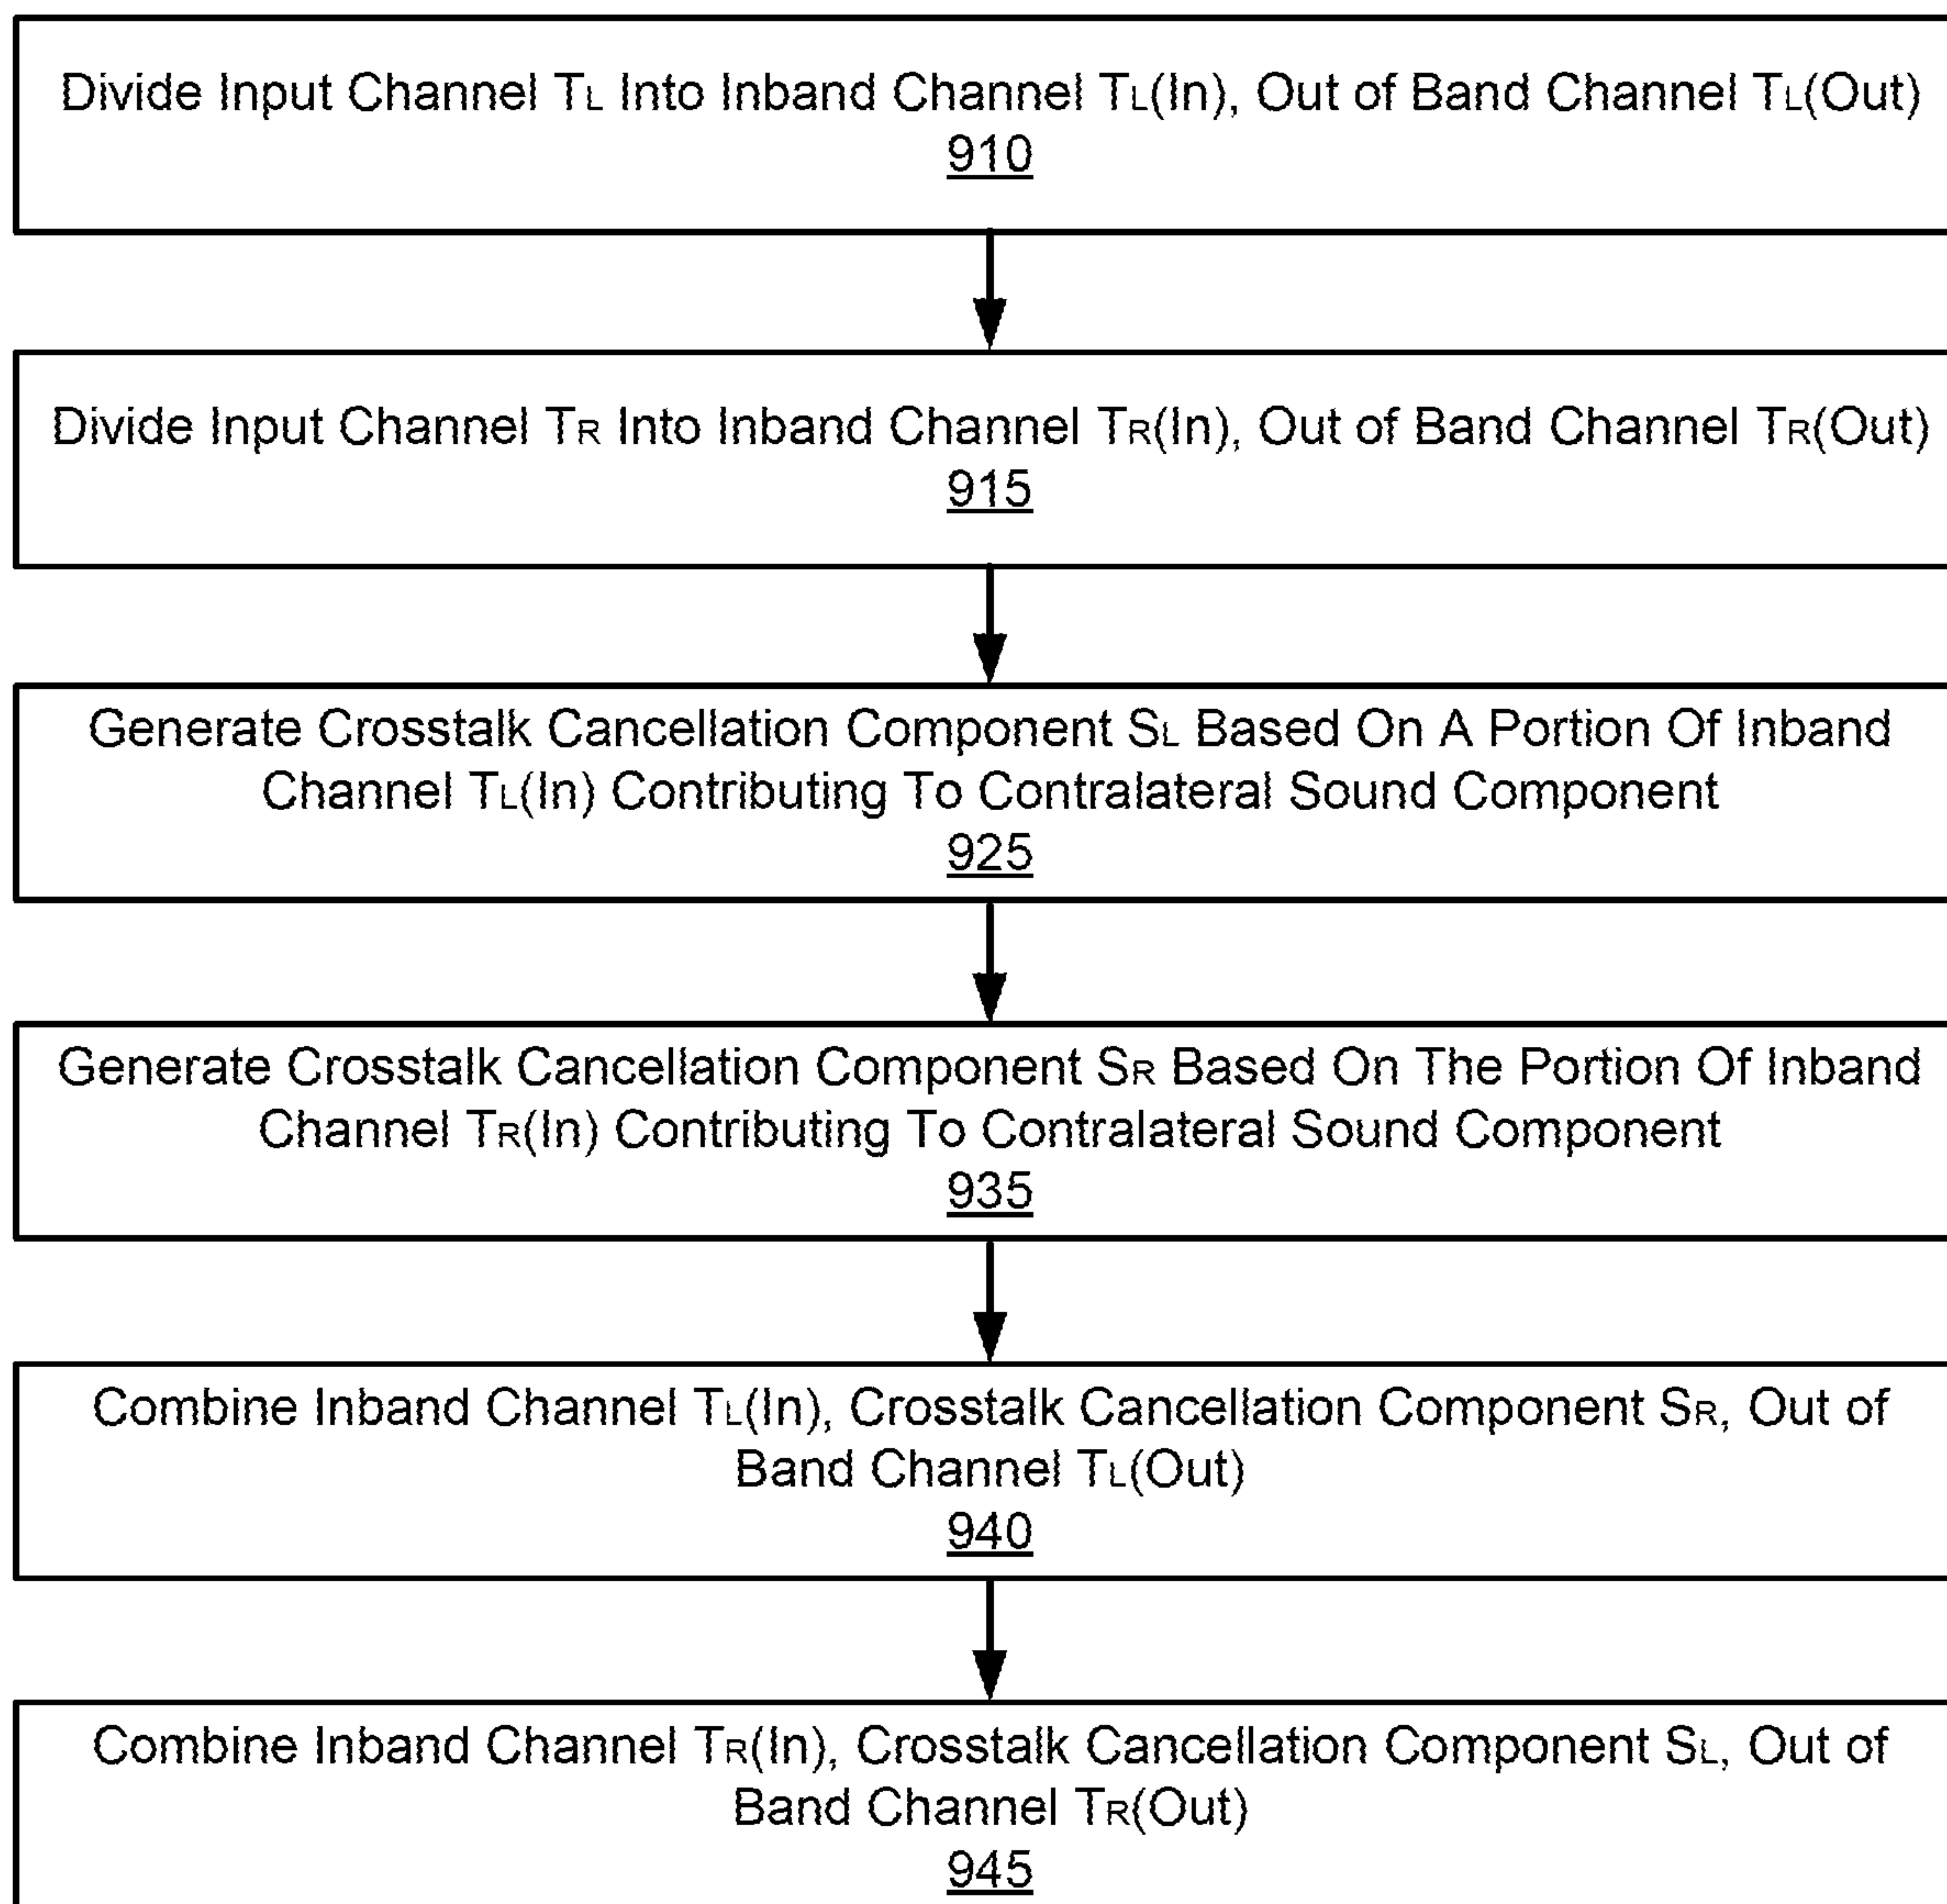 Divide Input Channel TL Into Inband Channel TL(In), Out of Band Channel TL(Out)
910
Divide Input Channel TR Into Inband Channel TR(In), Out of Band Channel TR(Out)
915
Generate Crosstalk Cancellation Component SL Based On A Portion Of Inband
Channel TL(In) Contributing To Contralateral Sound Component
925
Generate Crosstalk Cancellation Component SR Based On The Portion Of Inband
Channel TR(In) Contributing To Contralateral Sound Component
935
Combine Inband Channel TL(In), Crosstalk Cancellation Component SR, Out of
Band Channel TL(Out)
940
Combine Inband Channel TR(In), Crosstalk Cancellation Component SL, Out of
Band Channel TR(Out)
945